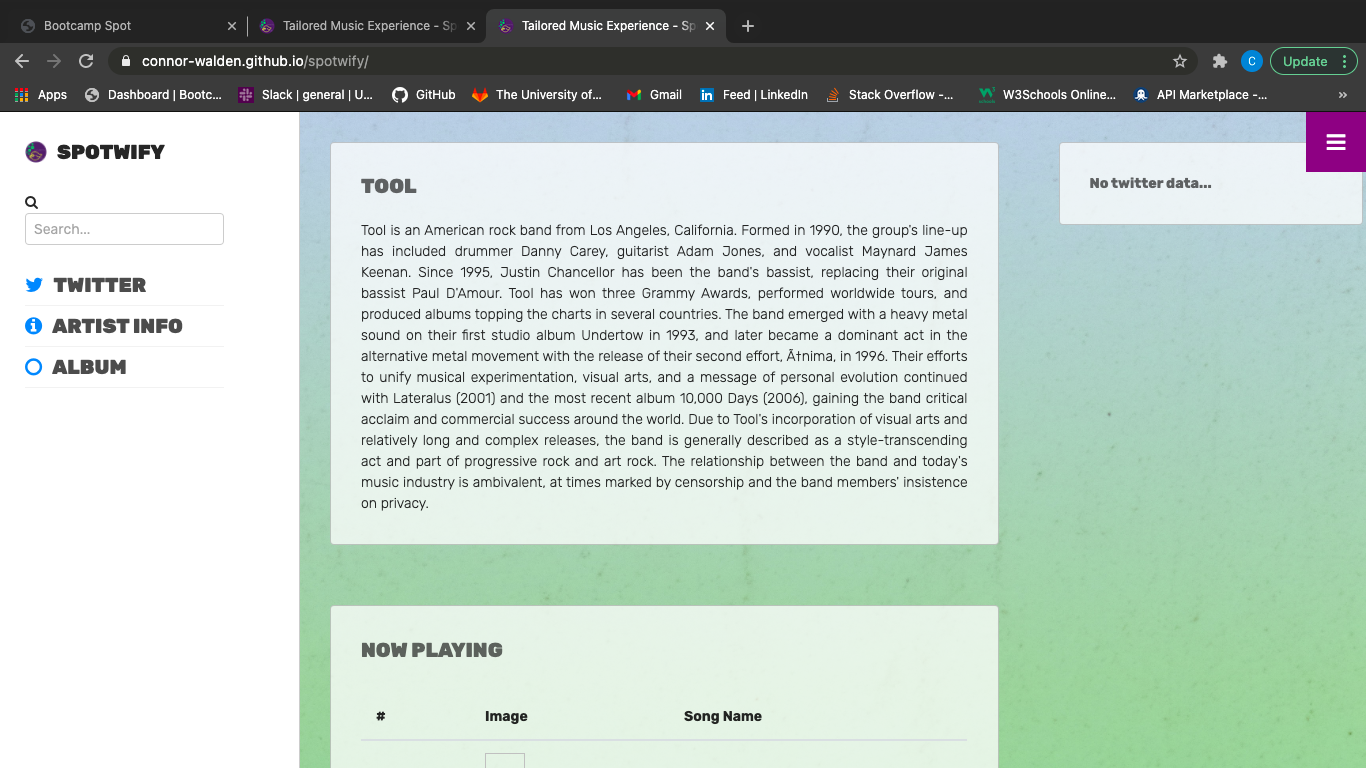 Bootcamp Spot
Tailored Music Experience - Sp
Tailored Music Experience - Sp
connor-walden.github.io/spotwify/
C
Update
Apps
Dashboard | Bootc...
Slack | general | U...
GitHub
The University of...
Gmail
Feed | LinkedIn
Stack Overflow -...
W3Schools Online...
API Marketplace -...
»
SPOTWIFY
Search...
TWITTER
ARTIST INFO
ALBUM
TOOL
Tool is an American rock band from Los Angeles, California. Formed in 1990, the group's line-up
has included drummer Danny Carey, guitarist Adam Jones, and vocalist Maynard James
Keenan. Since 1995, Justin Chancellor has been the band's bassist, replacing their original
bassist Paul D'Amour. Tool has won three Grammy Awards, performed worldwide tours, and
produced albums topping the charts in several countries. The band emerged with a heavy metal
sound on their first studio album Undertow in 1993, and later became a dominant act in the
alternative metal movement with the release of their second effort, Ã†nima, in 1996. Their efforts
to unify musical experimentation, visual arts, and a message of personal evolution continued
with Lateralus (2001) and the most recent album 10,000 Days (2006), gaining the band critical
acclaim and commercial success around the world. Due to Tool's incorporation of visual arts and
relatively long and complex releases, the band is generally described as a style-transcending
act and part of progressive rock and art rock. The relationship between the band and today's
music industry is ambivalent, at times marked by censorship and the band members' insistence
on privacy.
No twitter data...
NOW PLAYING
# Image Song Name